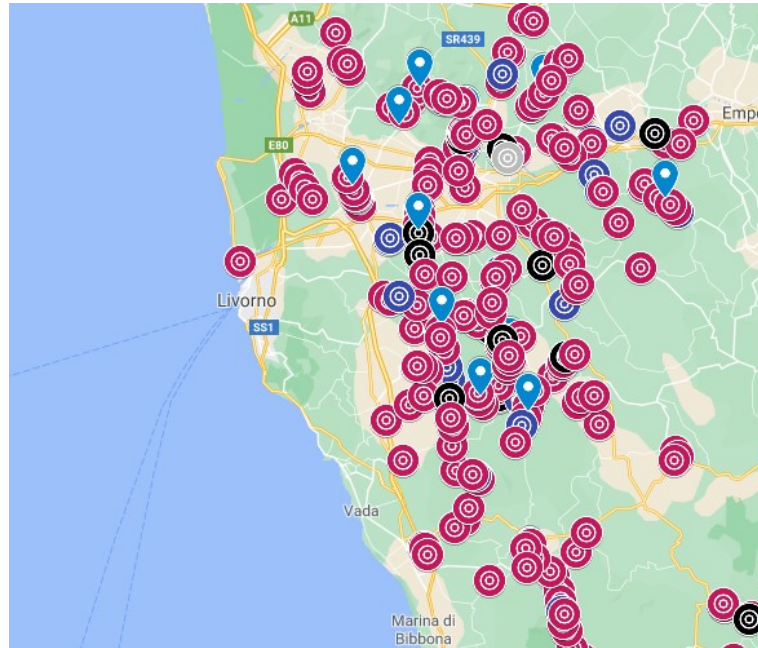 A11
SR439
Empo
E80
Livorno
SS1
Vada
Marina di
Bibbona